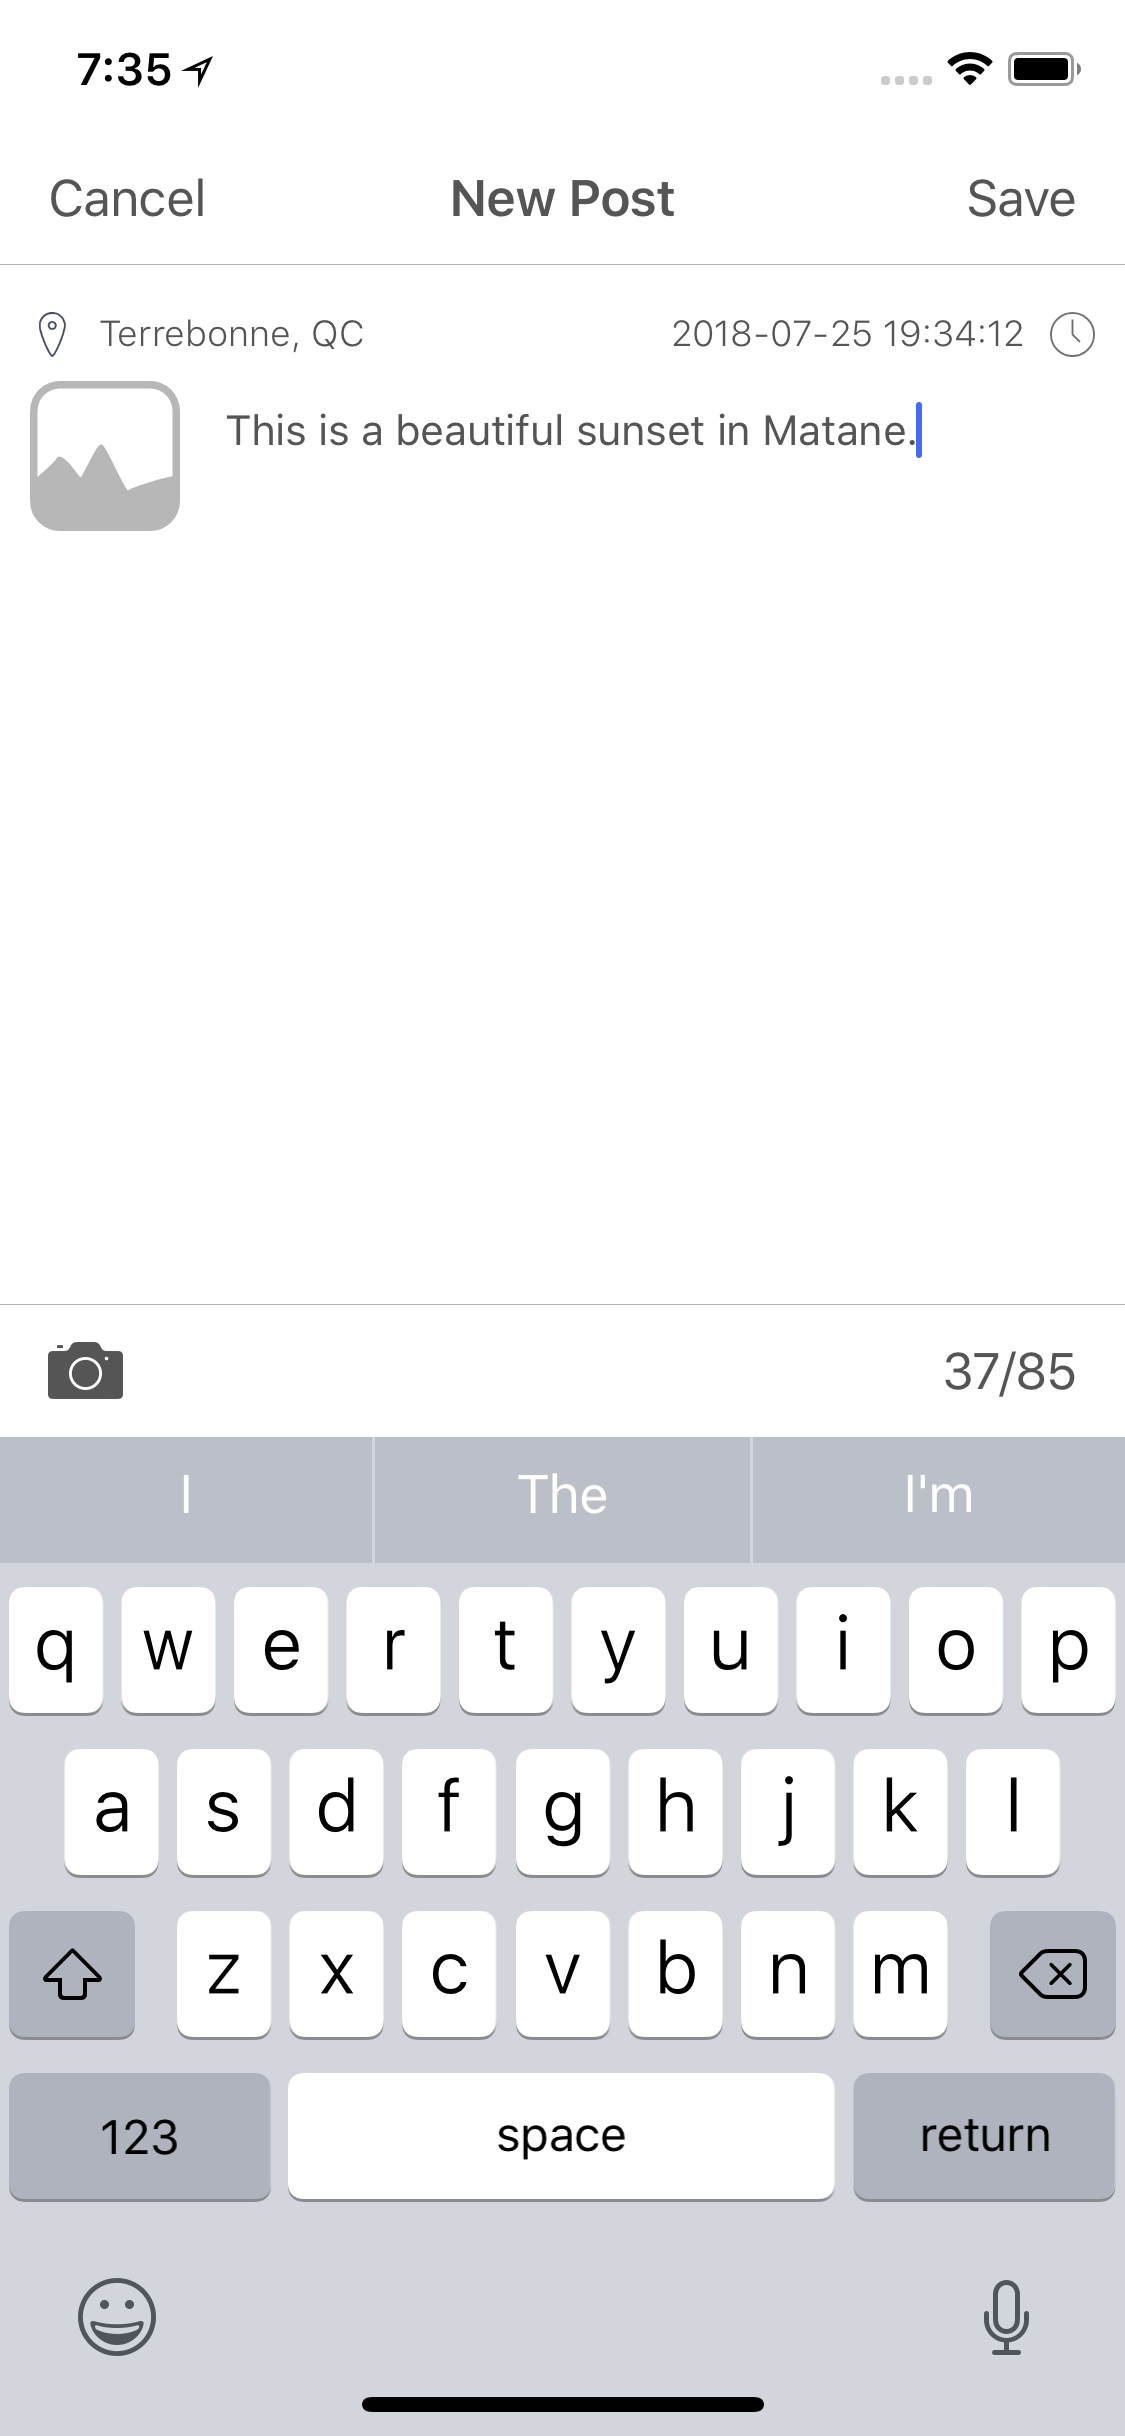 7:35
Cancel New Post Save
Terrebonne, QC 2018-07-25 19:34:12
This is a beautiful sunset in Matane.
37/85
I The I'm
q w e r t y u i o p
a s d f g h j k l
z x c v b n m
123 space return